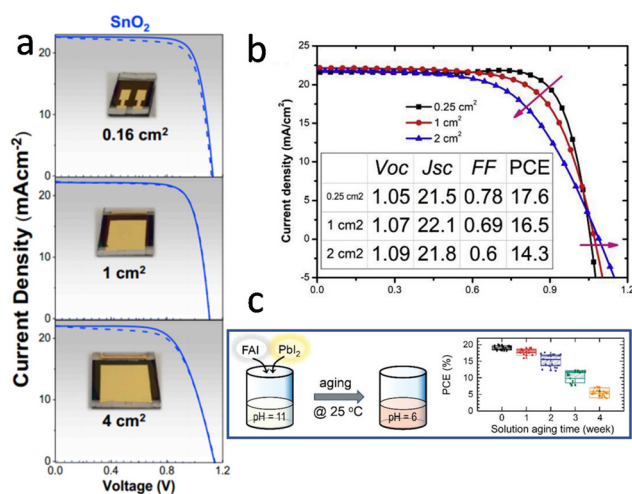 a
SnO2
Current Density (mAcm-2)
20
10
0
0.16 cm2
20
10
0
1 cm2
20
10
0
4 cm2
0.0 0.4 0.8 1.2
Voltage (V)
b
Current density (mA/cm2)
25
20
15
10
5
0
-5
0.25 cm2
1 cm2
2 cm2
Voc Jsc FF PCE
0.25 cm2 1.05 21.5 0.78 17.6
1 cm2 1.07 22.1 0.69 16.5
2 cm2 1.09 21.8 0.6 14.3
0.0 0.3 0.6 0.9 1.2
c
FAI PbI2
pH = 11
aging
@ 25 °C
pH = 6
PCE (%)
20
15
10
5
0
0 1 2 3 4
Solution aging time (week)